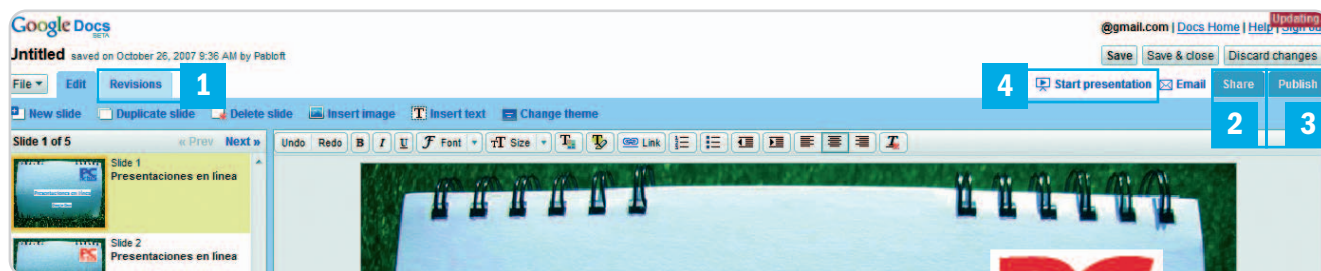 Google Docs
BETA
Updating
@gmail.com | Docs Home | Help | Sign out
Untitled saved on October 26, 2007 9:36 AM by Pabloft
Save Save & close Discard changes
File Edit Revisions 1 4 Start presentation Email Share Publish
2 3
New slide Duplicate slide Delete slide Insert image Insert text Change theme
Slide 1 of 5 « Prev Next » Undo Redo B I U Font Size Link
Slide 1
Presentaciones en línea
Slide 2
Presentaciones en línea